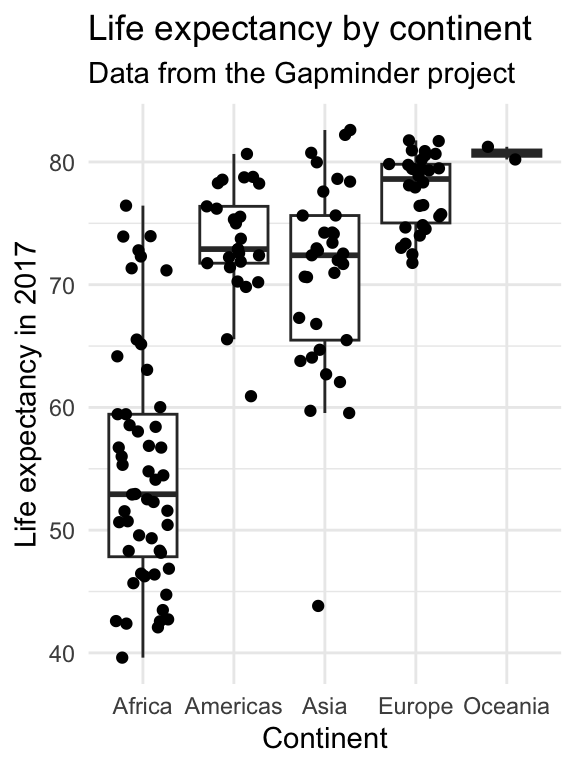 Life expectancy by continent
Data from the Gapminder project
Life expectancy in 2017
80
70
60
50
40
Africa Americas Asia Europe Oceania
Continent